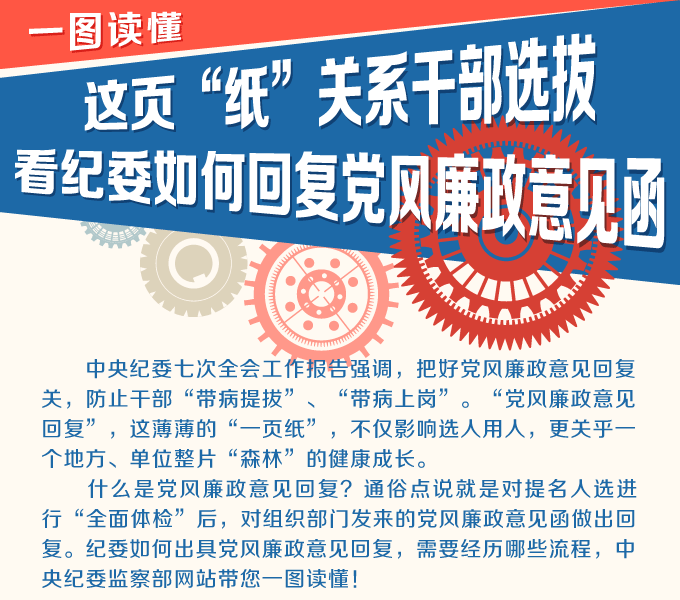 一图读懂
这页“纸”关系干部选拔
看纪委如何回复党风廉政意见函
中央纪委七次全会工作报告强调，把好党风廉政意见回复
关，防止干部“带病提拔”、“带病上岗”。“党风廉政意见
回复”，这薄薄的“一页纸”，不仅影响选人用人，更关乎一
个地方、单位整片“森林”的健康成长。
什么是党风廉政意见回复？通俗点说就是对提名人选进
行“全面体检”后，对组织部门发来的党风廉政意见函做出回
复。纪委如何出具党风廉政意见回复，需要经历哪些流程，中
央纪委监察部网站带您一图读懂！